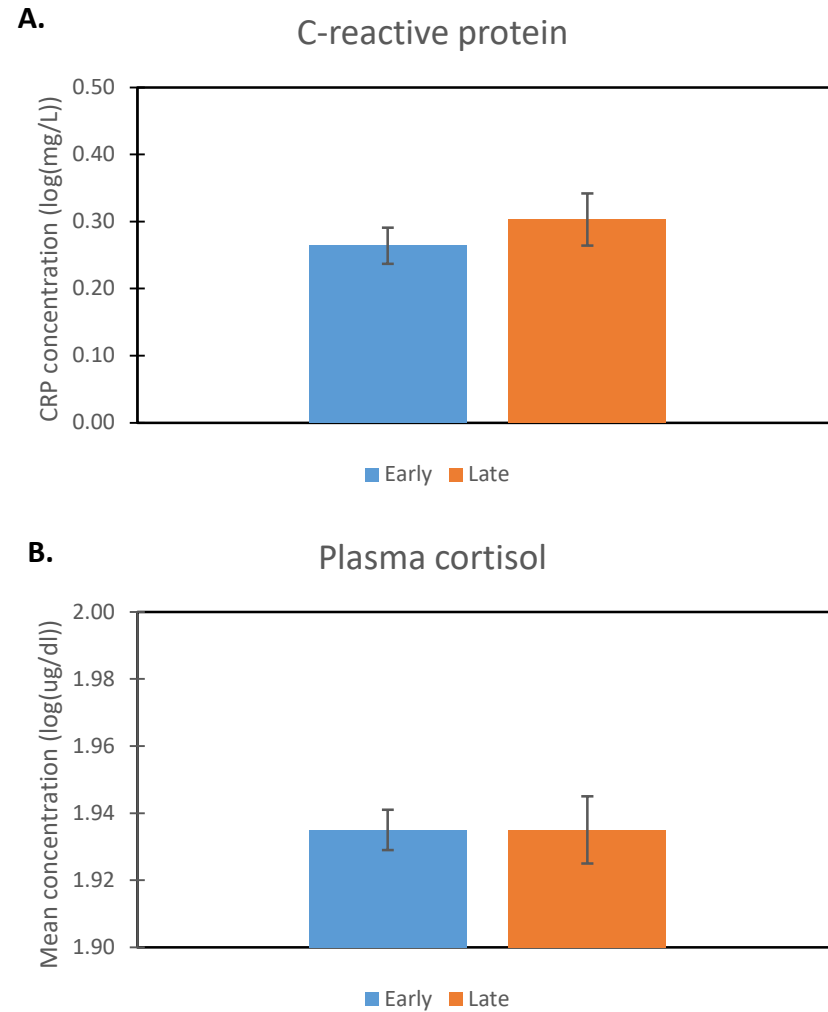 A.
C-reactive protein
CRP concentration (log(mg/L))
0.50
0.40
0.30
0.20
0.10
0.00
Early Late
B.
Plasma cortisol
Mean concentration (log(ug/dl))
2.00
1.98
1.96
1.94
1.92
1.90
Early Late